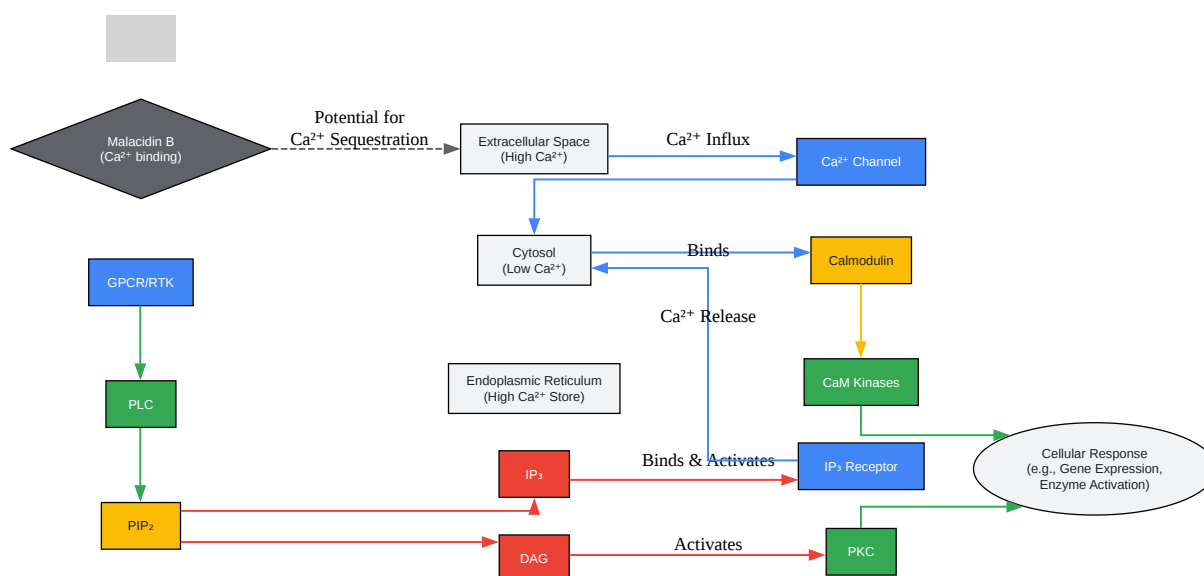 Malacidin B
(Ca²⁺ binding)
Potential for
Ca²⁺ Sequestration
Extracellular Space
(High Ca²⁺)
Ca²⁺ Influx
Ca²⁺ Channel
Cytosol
(Low Ca²⁺)
Binds
Calmodulin
GPCR/RTK
Ca²⁺ Release
Endoplasmic Reticulum
(High Ca²⁺ Store)
CaM Kinases
PLC
Cellular Response
(e.g., Gene Expression,
Enzyme Activation)
IP₃
Binds & Activates
IP₃ Receptor
PIP₂
DAG
Activates
PKC